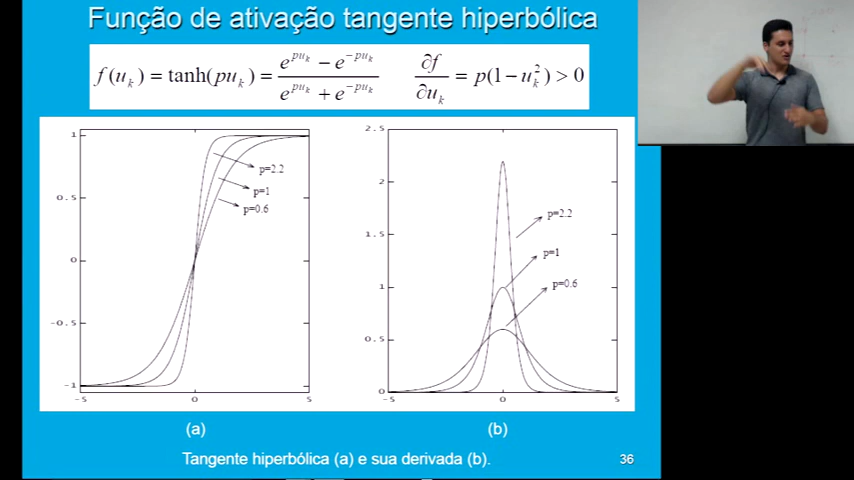 Função de ativação tangente hiperbólica
f(u_k) = tanh(pu_k) = \frac{e^{pu_k} - e^{-pu_k}}{e^{pu_k} + e^{-pu_k}} \frac{∂f}{∂u_k} = p(1 - u_k^2) > 0
1
0.5
0
-0.5
-1
-5 0 5
p=2.2
p=1
p=0.6
2.5
2
1.5
1
0.5
0
-5 0 5
p=2.2
p=1
p=0.6
(a) (b)
Tangente hiperbólica (a) e sua derivada (b).
36